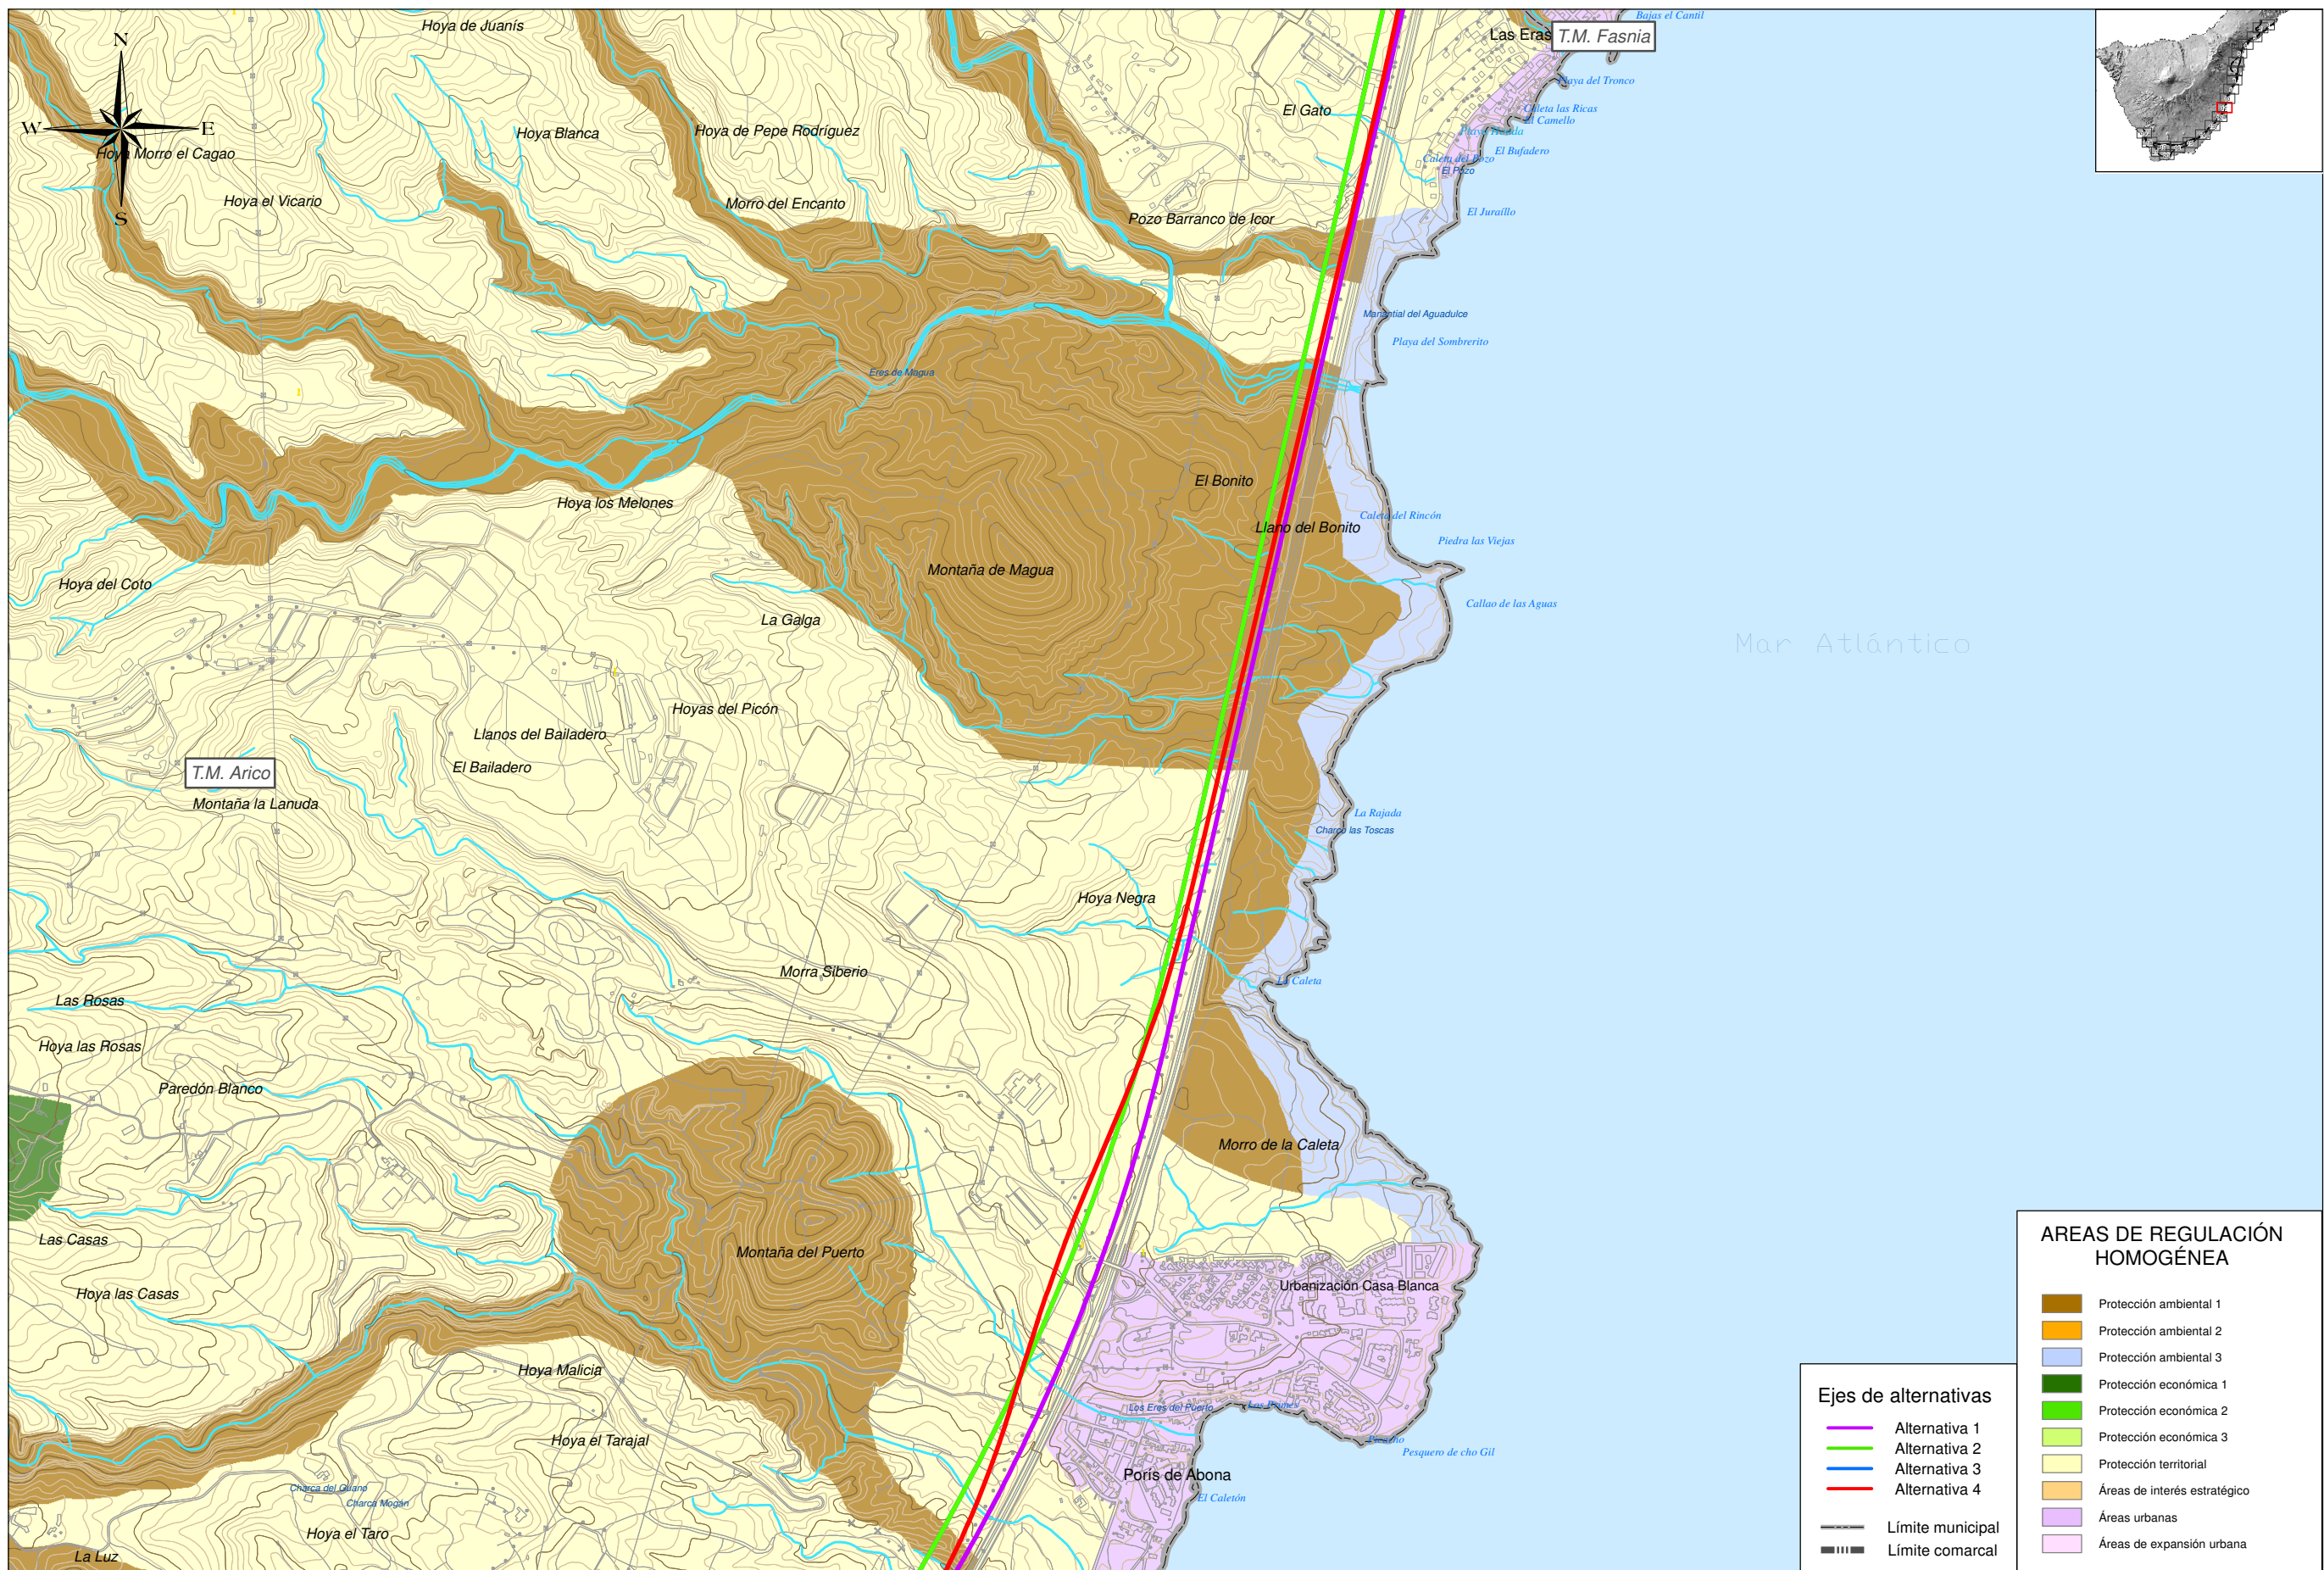 Hoya de Juanís
Bajas el Cantil
Las Eras
T.M. Fasnia
N
W
E
S
Playa del Tronco
El Gato
Caleta las Ricas
El Camello
Hoya Blanca
Hoya de Pepe Rodríguez
Playa Honda
Hoya Morro el Cagao
El Bufadero
Caleta del Pozo
El Pozo
Hoya el Vicario
Morro del Encanto
Pozo Barranco de Icor
El Juraíllo
Manantial del Aguadulce
Playa del Sombrerito
Eres de Magua
El Bonito
Hoya los Melones
Caleta del Rincón
Llano del Bonito
Piedra las Viejas
Montaña de Magua
Hoya del Coto
Callao de las Aguas
La Galga
Mar Atlántico
Hoyas del Picón
Llanos del Bailadero
El Bailadero
T.M. Arico
Montaña la Lanuda
La Rajada
Charco las Toscas
Hoya Negra
Morra Siberio
La Caleta
Las Rosas
Hoya las Rosas
Paredón Blanco
Morro de la Caleta
Las Casas
Montaña del Puerto
Hoya las Casas
Urbanización Casa Blanca
Hoya Malicia
Los Eres del Puerto
Hoya el Tarajal
Pesquero de cho Gil
Porís de Abona
Charca del Guano
Charca Mogán
El Caletón
Hoya el Taro
La Luz
Ejes de alternativas
Alternativa 1
Alternativa 2
Alternativa 3
Alternativa 4
Límite municipal
Límite comarcal
AREAS DE REGULACIÓN
HOMOGÉNEA
Protección ambiental 1
Protección ambiental 2
Protección ambiental 3
Protección económica 1
Protección económica 2
Protección económica 3
Protección territorial
Áreas de interés estratégico
Áreas urbanas
Áreas de expansión urbana